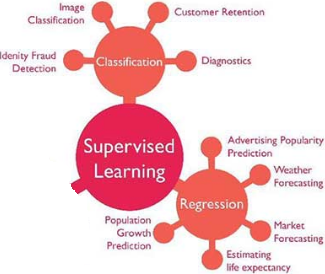 Image
Classification
Customer Retention
Idenity Fraud
Detection
Classification
Diagnostics
Supervised
Learning
Advertising Popularity
Prediction
Weather
Forecasting
Regression
Population
Growth
Prediction
Market
Forecasting
Estimating
life expectancy